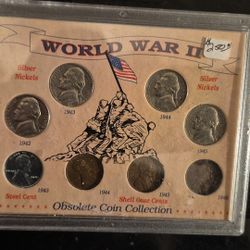 WORLD WAR II
Silver
Nickels
Silver
Nickels
1943
1944
1942
1945
Steel Cent
1943
1944
Shell Case Cents
1945
1946
Obsolete Coin Collection